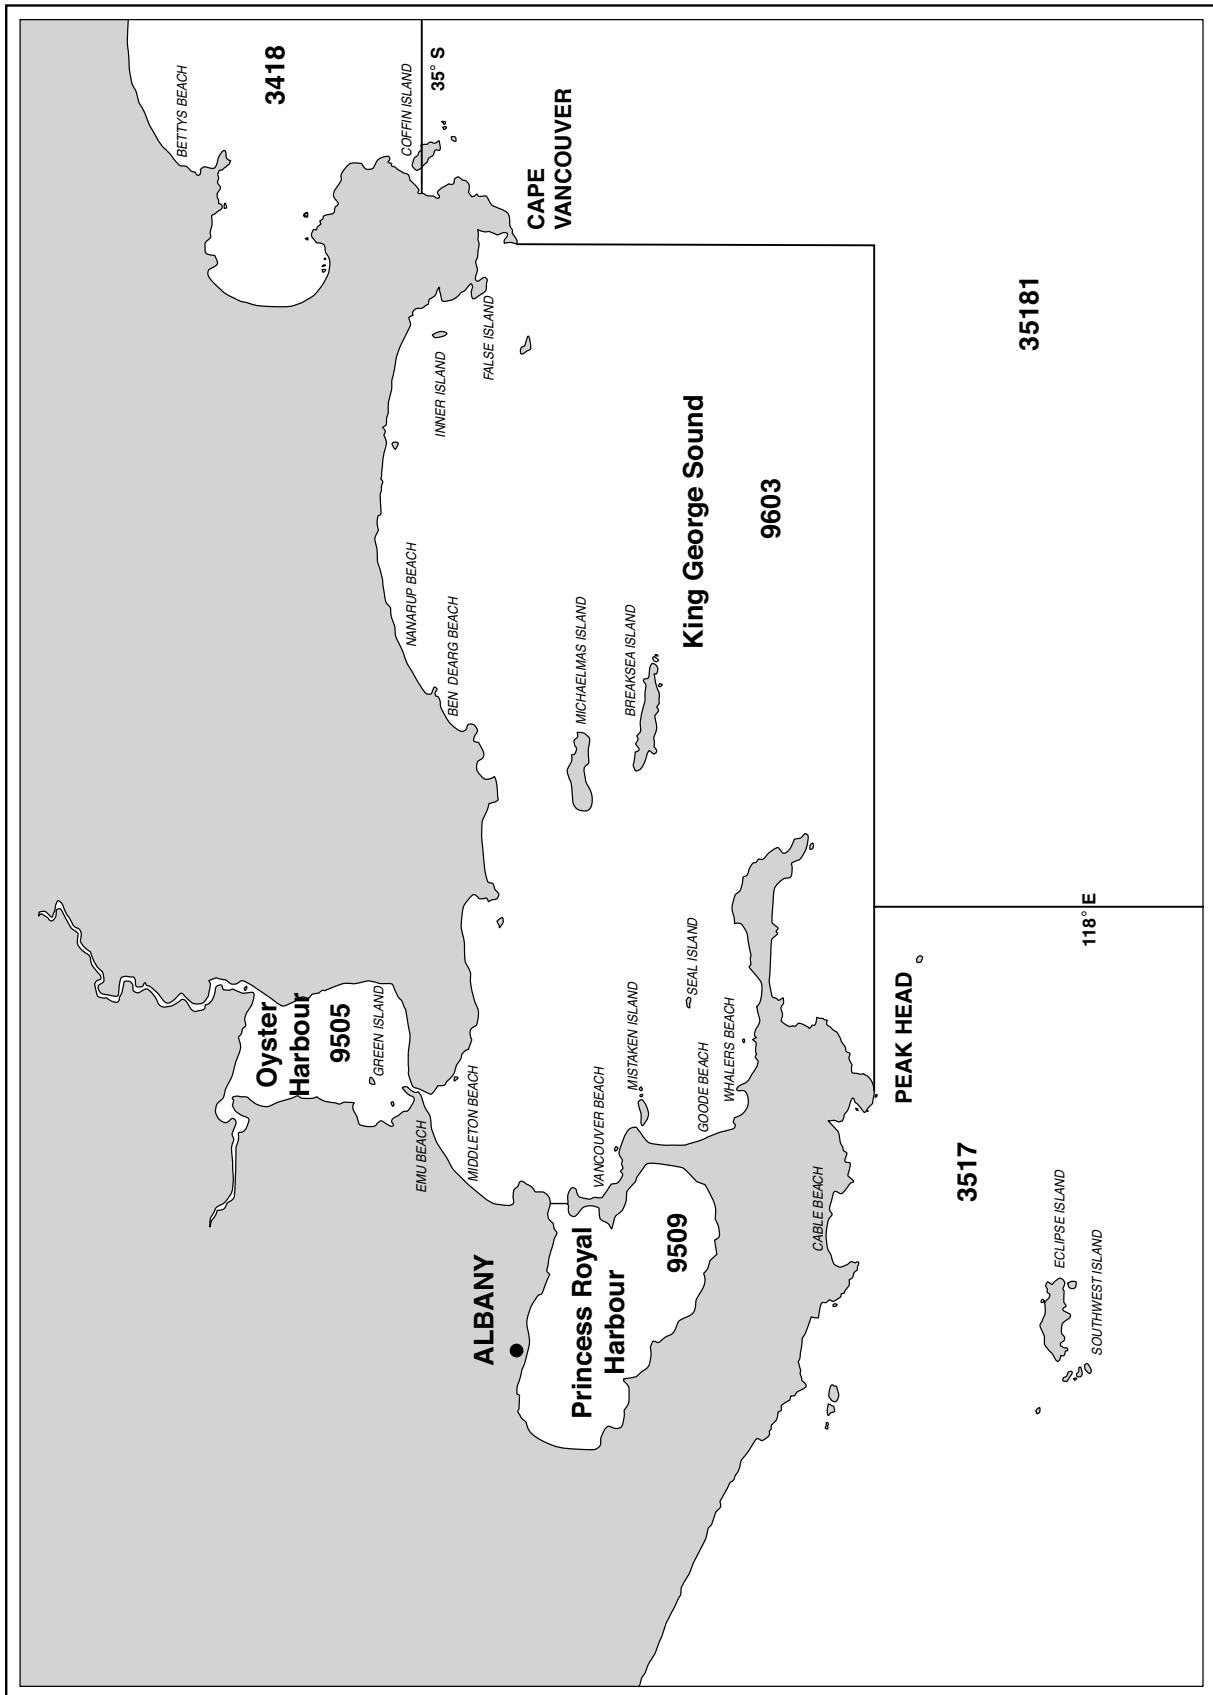 BETTYS BEACH
3418
COFFIN ISLAND
35° S
CAPE
VANCOUVER
INNER ISLAND
FALSE ISLAND
35181
King George Sound
9603
NANARUP BEACH
BEN DEARG BEACH
MICHAELMAS ISLAND
BREAKSEA ISLAND
Oyster
Harbour
9505
GREEN ISLAND
EMU BEACH
MIDDLETON BEACH
VANCOUVER BEACH
MISTAKEN ISLAND
SEAL ISLAND
GOODE BEACH
WHALERS BEACH
118° E
PEAK HEAD
ALBANY
Princess Royal
Harbour
9509
CABLE BEACH
3517
ECLIPSE ISLAND
SOUTHWEST ISLAND